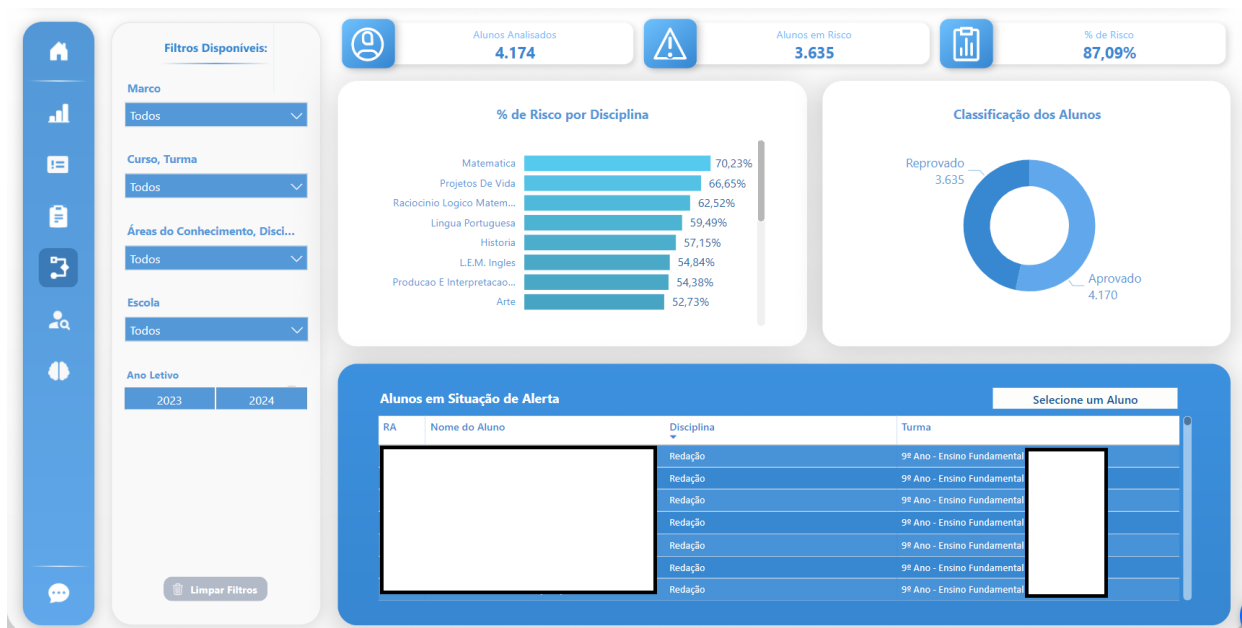 Filtros Disponíveis:
Marco
Todos
Curso, Turma
Todos
Áreas do Conhecimento, Disci...
Todos
Escola
Todos
Ano Letivo
2023 2024
Limpar Filtros
Alunos Analisados
4.174
Alunos em Risco
3.635
% de Risco
87,09%
% de Risco por Disciplina
Matematica 70,23%
Projetos De Vida 66,65%
Raciocinio Logico Matem... 62,52%
Lingua Portuguesa 59,49%
Historia 57,15%
L.E.M. Ingles 54,84%
Producao E Interpretacao... 54,38%
Arte 52,73%
Classificação dos Alunos
Reprovado
3.635
Aprovado
4.170
Alunos em Situação de Alerta
Selecione um Aluno
RA Nome do Aluno Disciplina Turma
Redação 9º Ano - Ensino Fundamental
Redação 9º Ano - Ensino Fundamental
Redação 9º Ano - Ensino Fundamental
Redação 9º Ano - Ensino Fundamental
Redação 9º Ano - Ensino Fundamental
Redação 9º Ano - Ensino Fundamental
Redação 9º Ano - Ensino Fundamental